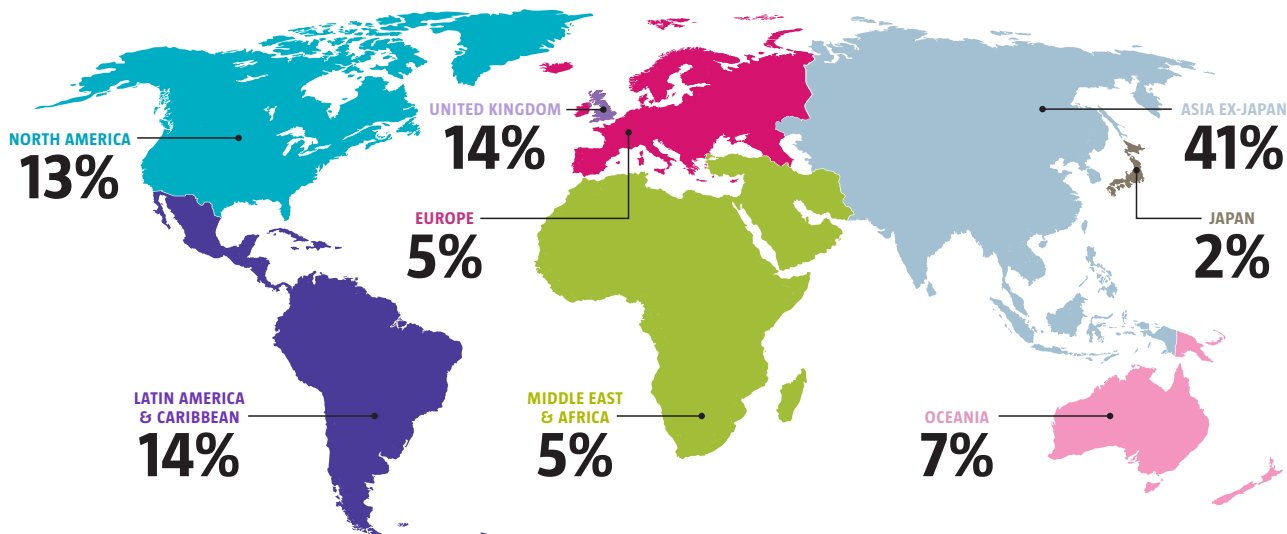 NORTH AMERICA
13%
UNITED KINGDOM
14%
ASIA EX-JAPAN
41%
EUROPE
5%
JAPAN
2%
LATIN AMERICA
& CARIBBEAN
14%
MIDDLE EAST
& AFRICA
5%
OCEANIA
7%